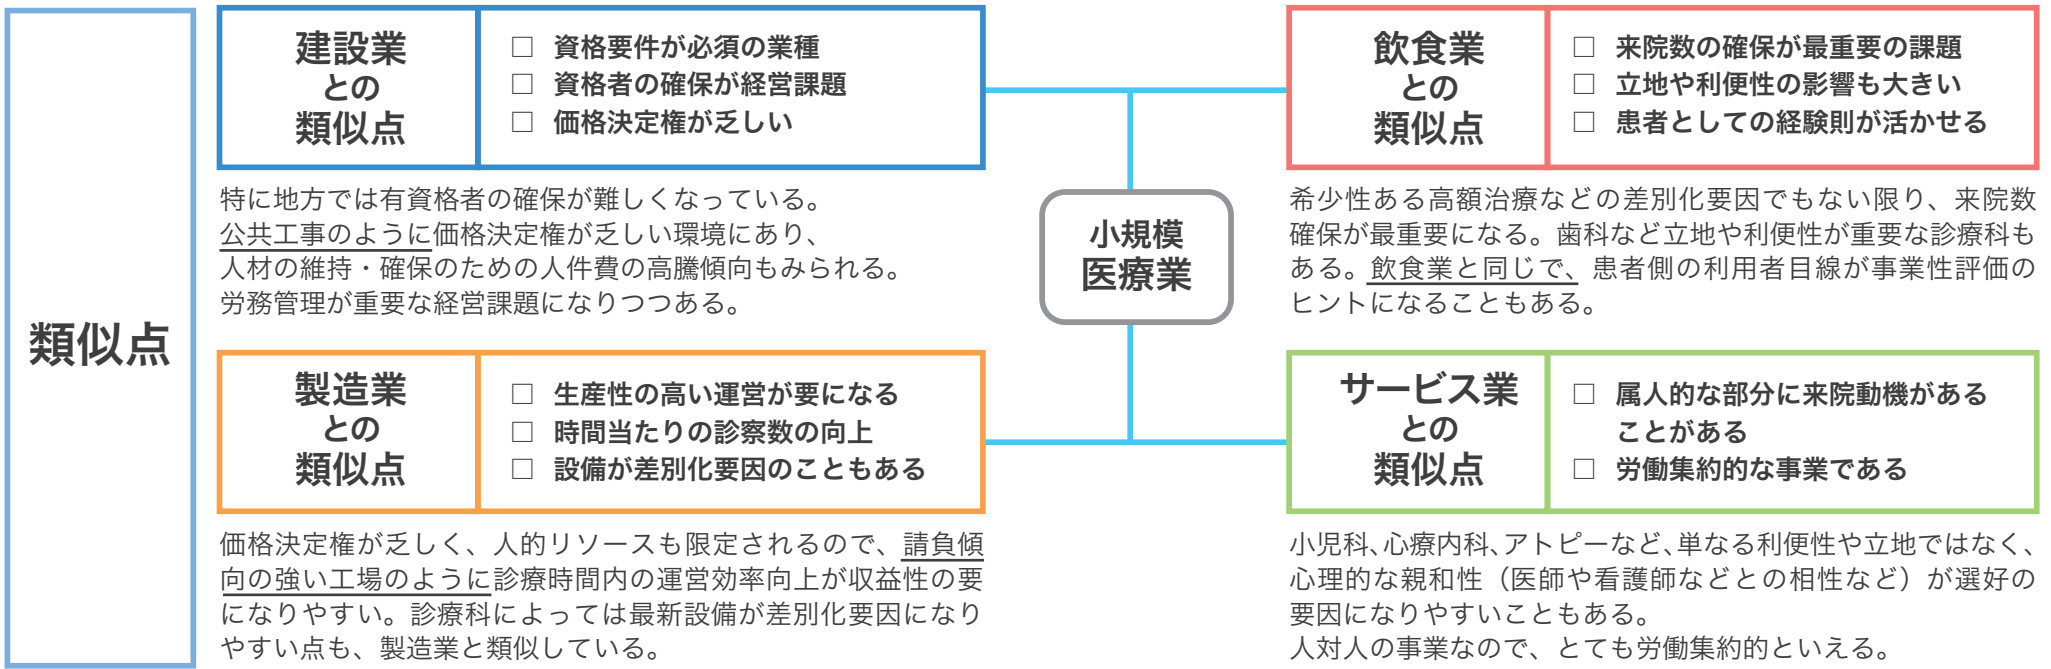 類似点
建設業
との
類似点
□ 資格要件が必須の業種
□ 資格者の確保が経営課題
□ 価格決定権が乏しい
特に地方では有資格者の確保が難しくなっている。
公共工事のように価格決定権が乏しい環境にあり、
人材の維持・確保のための人件費の高騰傾向もみられる。
労務管理が重要な経営課題になりつつある。
飲食業
との
類似点
□ 来院数の確保が最重要の課題
□ 立地や利便性の影響も大きい
□ 患者としての経験則が活かせる
希少性ある高額治療などの差別化要因でもない限り、来院数
確保が最重要になる。歯科など立地や利便性が重要な診療科も
ある。飲食業と同じで、患者側の利用者目線が事業性評価の
ヒントになることもある。
小規模
医療業
製造業
との
類似点
□ 生産性の高い運営が要になる
□ 時間当たりの診察数の向上
□ 設備が差別化要因のこともある
価格決定権が乏しく、人的リソースも限定されるので、請負傾
向の強い工場のように診療時間内の運営効率向上が収益性の要
になりやすい。診療科によっては最新設備が差別化要因になり
やすい点も、製造業と類似している。
サービス業
との
類似点
□ 属人的な部分に来院動機がある
ことがある
□ 労働集約的な事業である
小児科、心療内科、アトピーなど、単なる利便性や立地ではなく、
心理的な親和性（医師や看護師などとの相性など）が選好の
要因になりやすいこともある。
人対人の事業なので、とても労働集約的といえる。